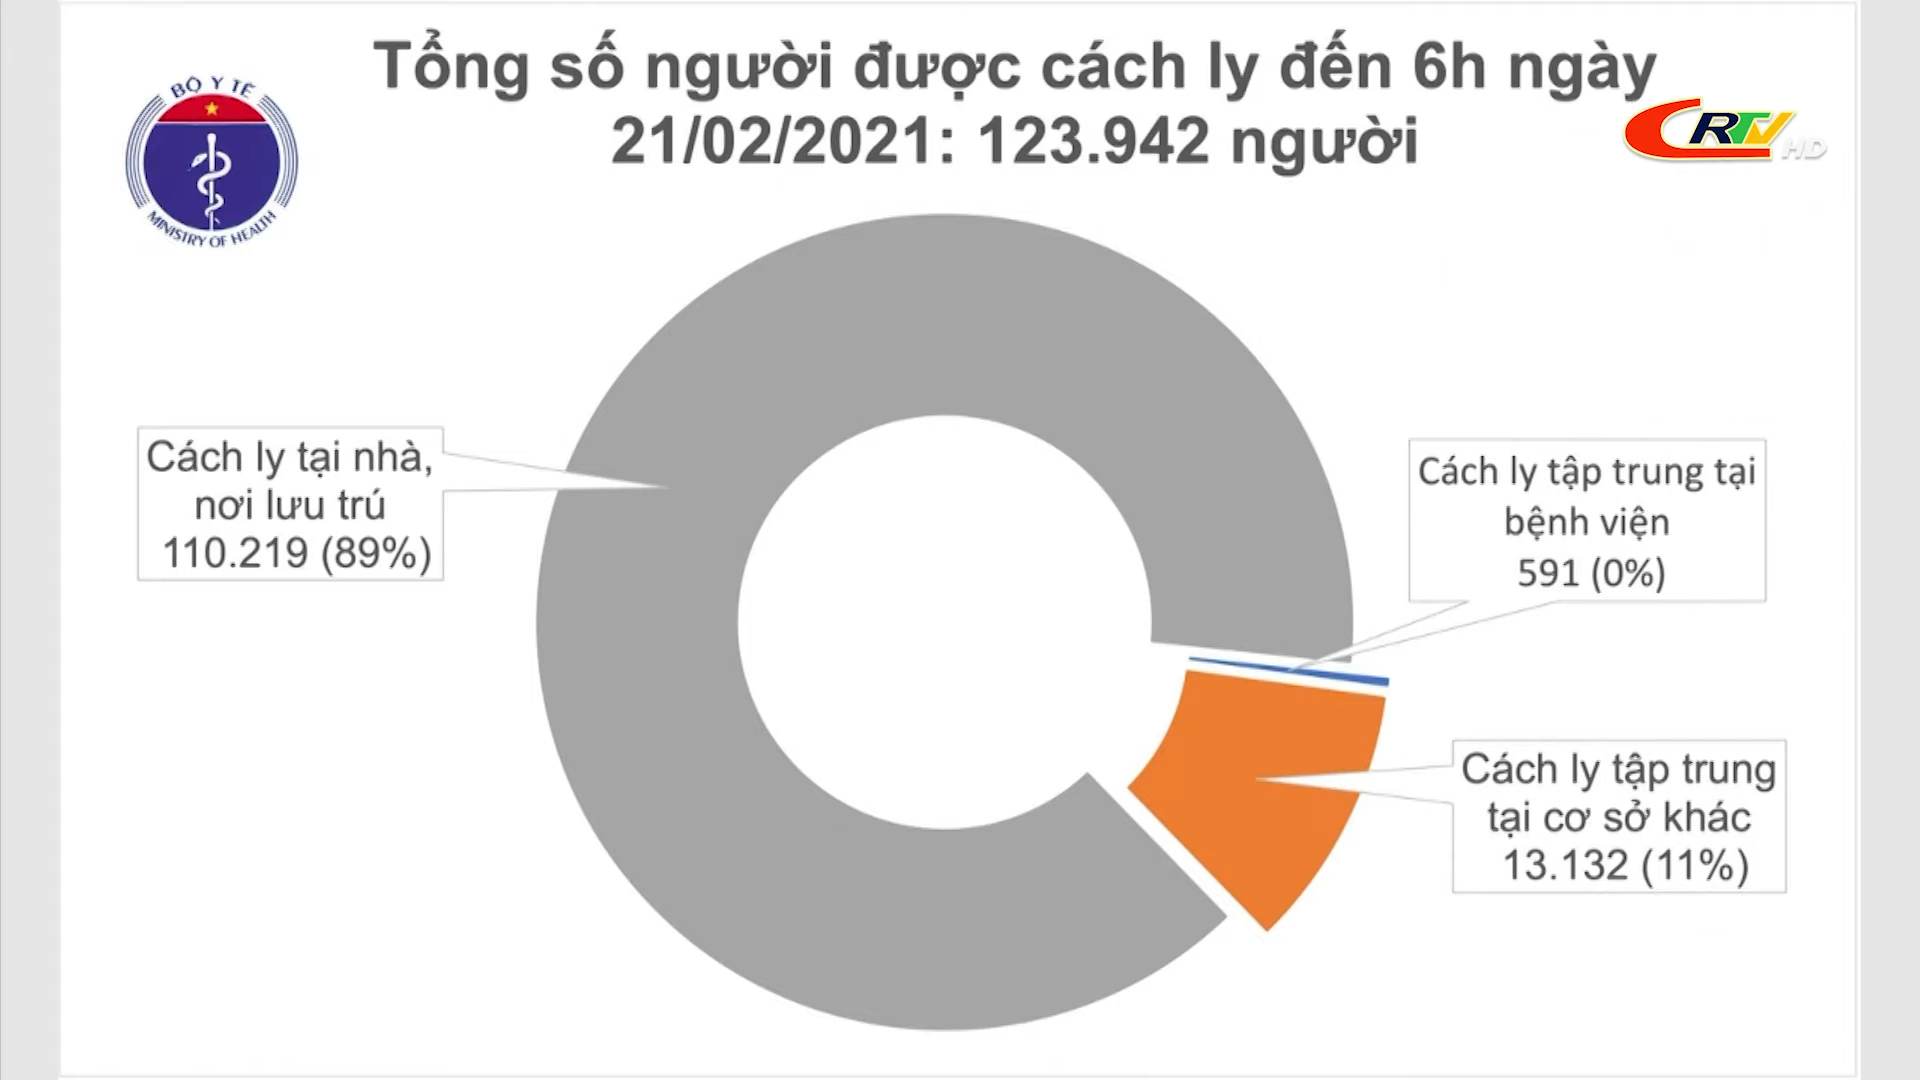 Tổng số người được cách ly đến 6h ngày
21/02/2021: 123.942 người
BỘ Y TẾ
MINISTRY OF HEALTH
CRTV HD
Cách ly tại nhà,
nơi lưu trú
110.219 (89%)
Cách ly tập trung tại
bệnh viện
591 (0%)
Cách ly tập trung
tại cơ sở khác
13.132 (11%)